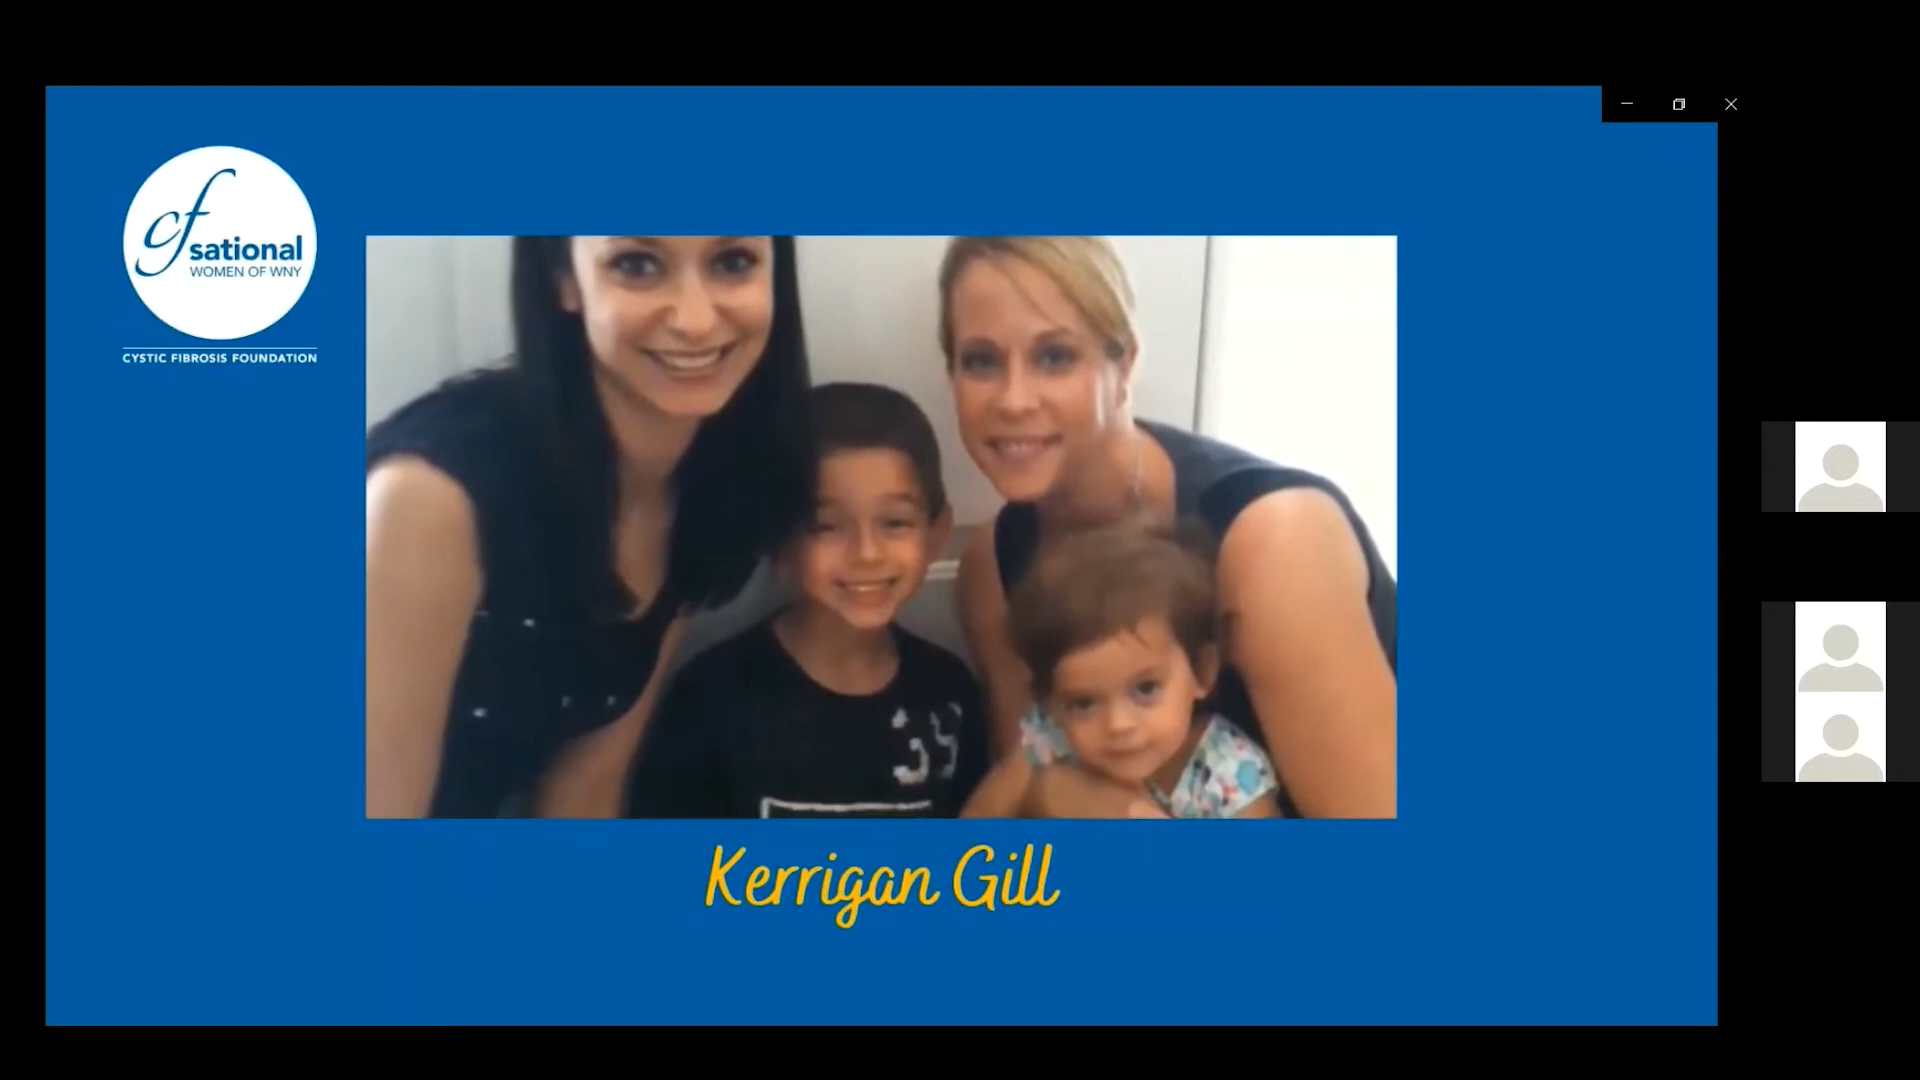 cf
sational
WOMEN OF WNY
CYSTIC FIBROSIS FOUNDATION
Kerrigan Gill